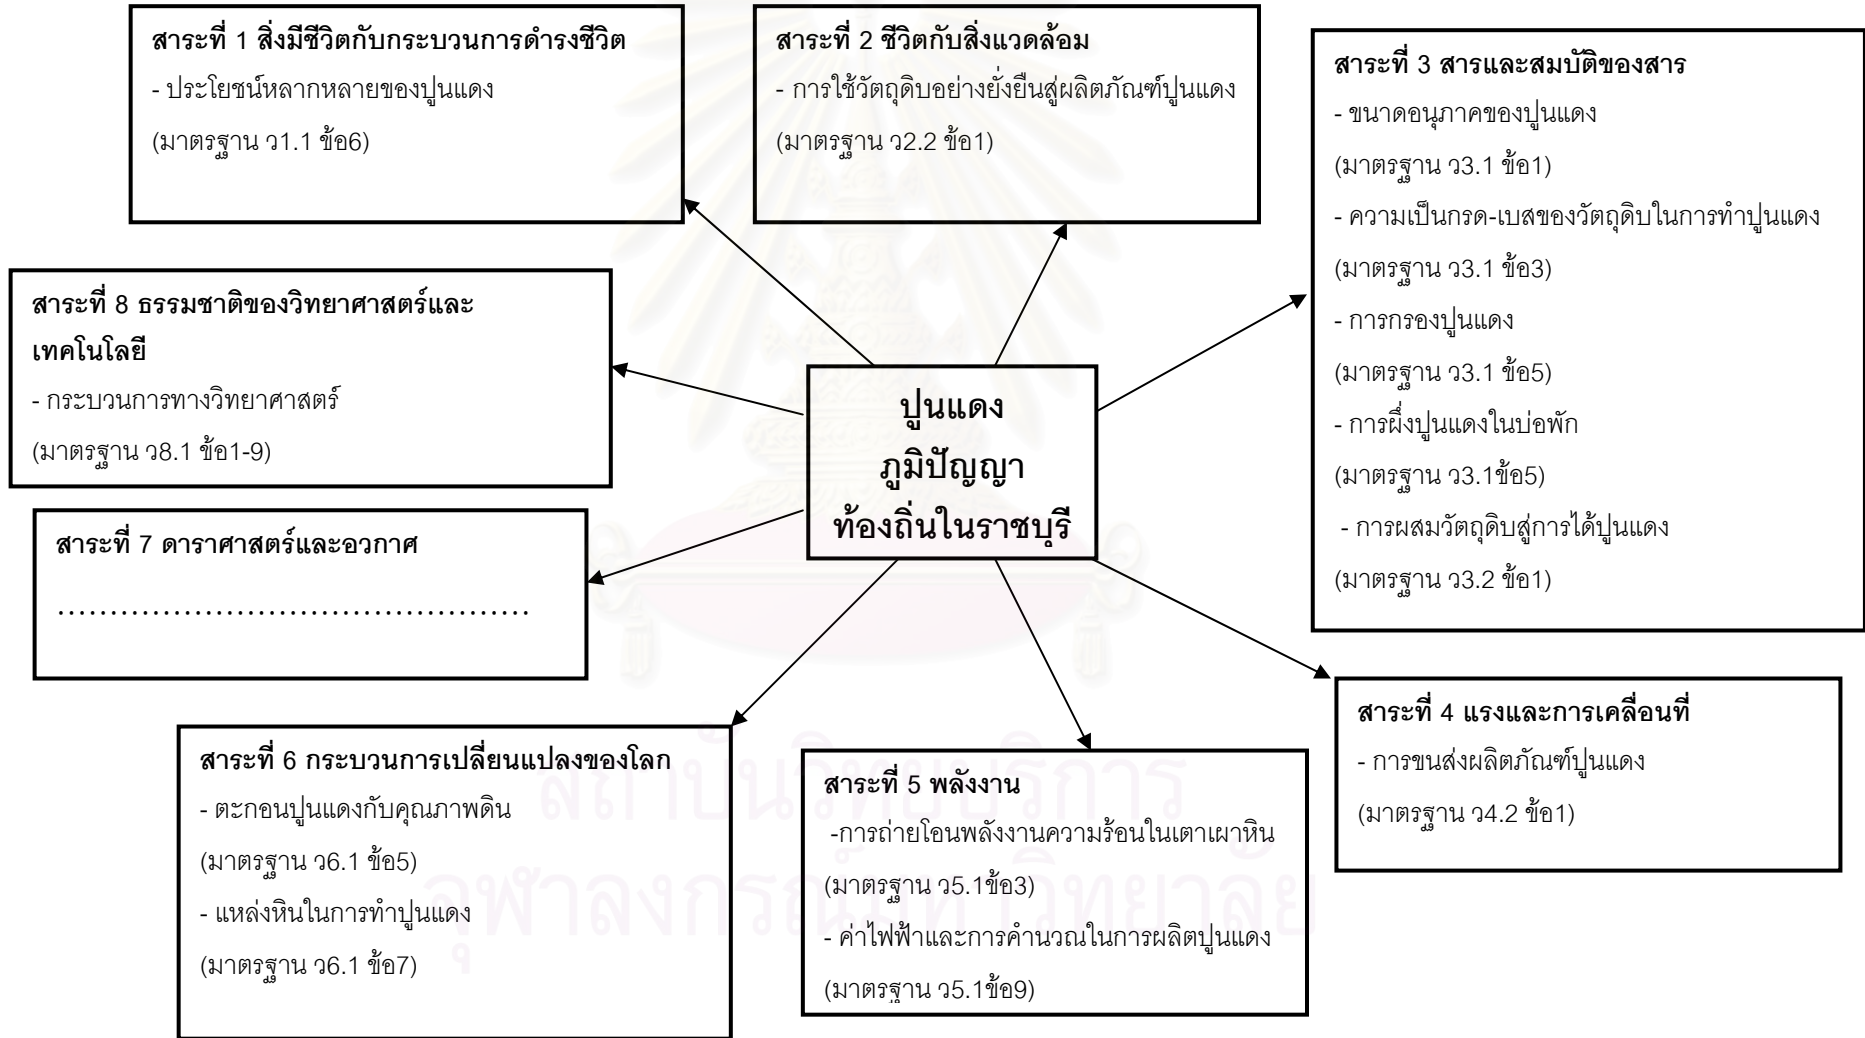 สาระที่ 1 สิ่งมีชีวิตกับกระบวนการดำรงชีวิต
- ประโยชน์หลากหลายของปูนแดง
(มาตรฐาน ว1.1 ข้อ6)
สาระที่ 2 ชีวิตกับสิ่งแวดล้อม
- การใช้วัตถุดิบอย่างยั่งยืนสู่ผลิตภัณฑ์ปูนแดง
(มาตรฐาน ว2.2 ข้อ1)
สาระที่ 3 สารและสมบัติของสาร
- ขนาดอนุภาคของปูนแดง
(มาตรฐาน ว3.1 ข้อ1)
- ความเป็นกรด-เบสของวัตถุดิบในการทำปูนแดง
(มาตรฐาน ว3.1 ข้อ3)
- การกรองปูนแดง
(มาตรฐาน ว3.1 ข้อ5)
- การผึ่งปูนแดงในบ่อพัก
(มาตรฐาน ว3.1ข้อ5)
- การผสมวัตถุดิบสู่การได้ปูนแดง
(มาตรฐาน ว3.2 ข้อ1)
สาระที่ 8 ธรรมชาติของวิทยาศาสตร์และ
เทคโนโลยี
- กระบวนการทางวิทยาศาสตร์
(มาตรฐาน ว8.1 ข้อ1-9)
ปูนแดง
ภูมิปัญญา
ท้องถิ่นในราชบุรี
สาระที่ 7 ดาราศาสตร์และอวกาศ
.............................................
สาระที่ 4 แรงและการเคลื่อนที่
- การขนส่งผลิตภัณฑ์ปูนแดง
(มาตรฐาน ว4.2 ข้อ1)
สาระที่ 6 กระบวนการเปลี่ยนแปลงของโลก
- ตะกอนปูนแดงกับคุณภาพดิน
(มาตรฐาน ว6.1 ข้อ5)
- แหล่งหินในการทำปูนแดง
(มาตรฐาน ว6.1 ข้อ7)
สาระที่ 5 พลังงาน
-การถ่ายโอนพลังงานความร้อนในเตาเผาหิน
(มาตรฐาน ว5.1ข้อ3)
- ค่าไฟฟ้าและการคำนวณในการผลิตปูนแดง
(มาตรฐาน ว5.1ข้อ9)
สถาบันวิทยบริการ
จุฬาลงกรณ์มหาวิทยาลัย